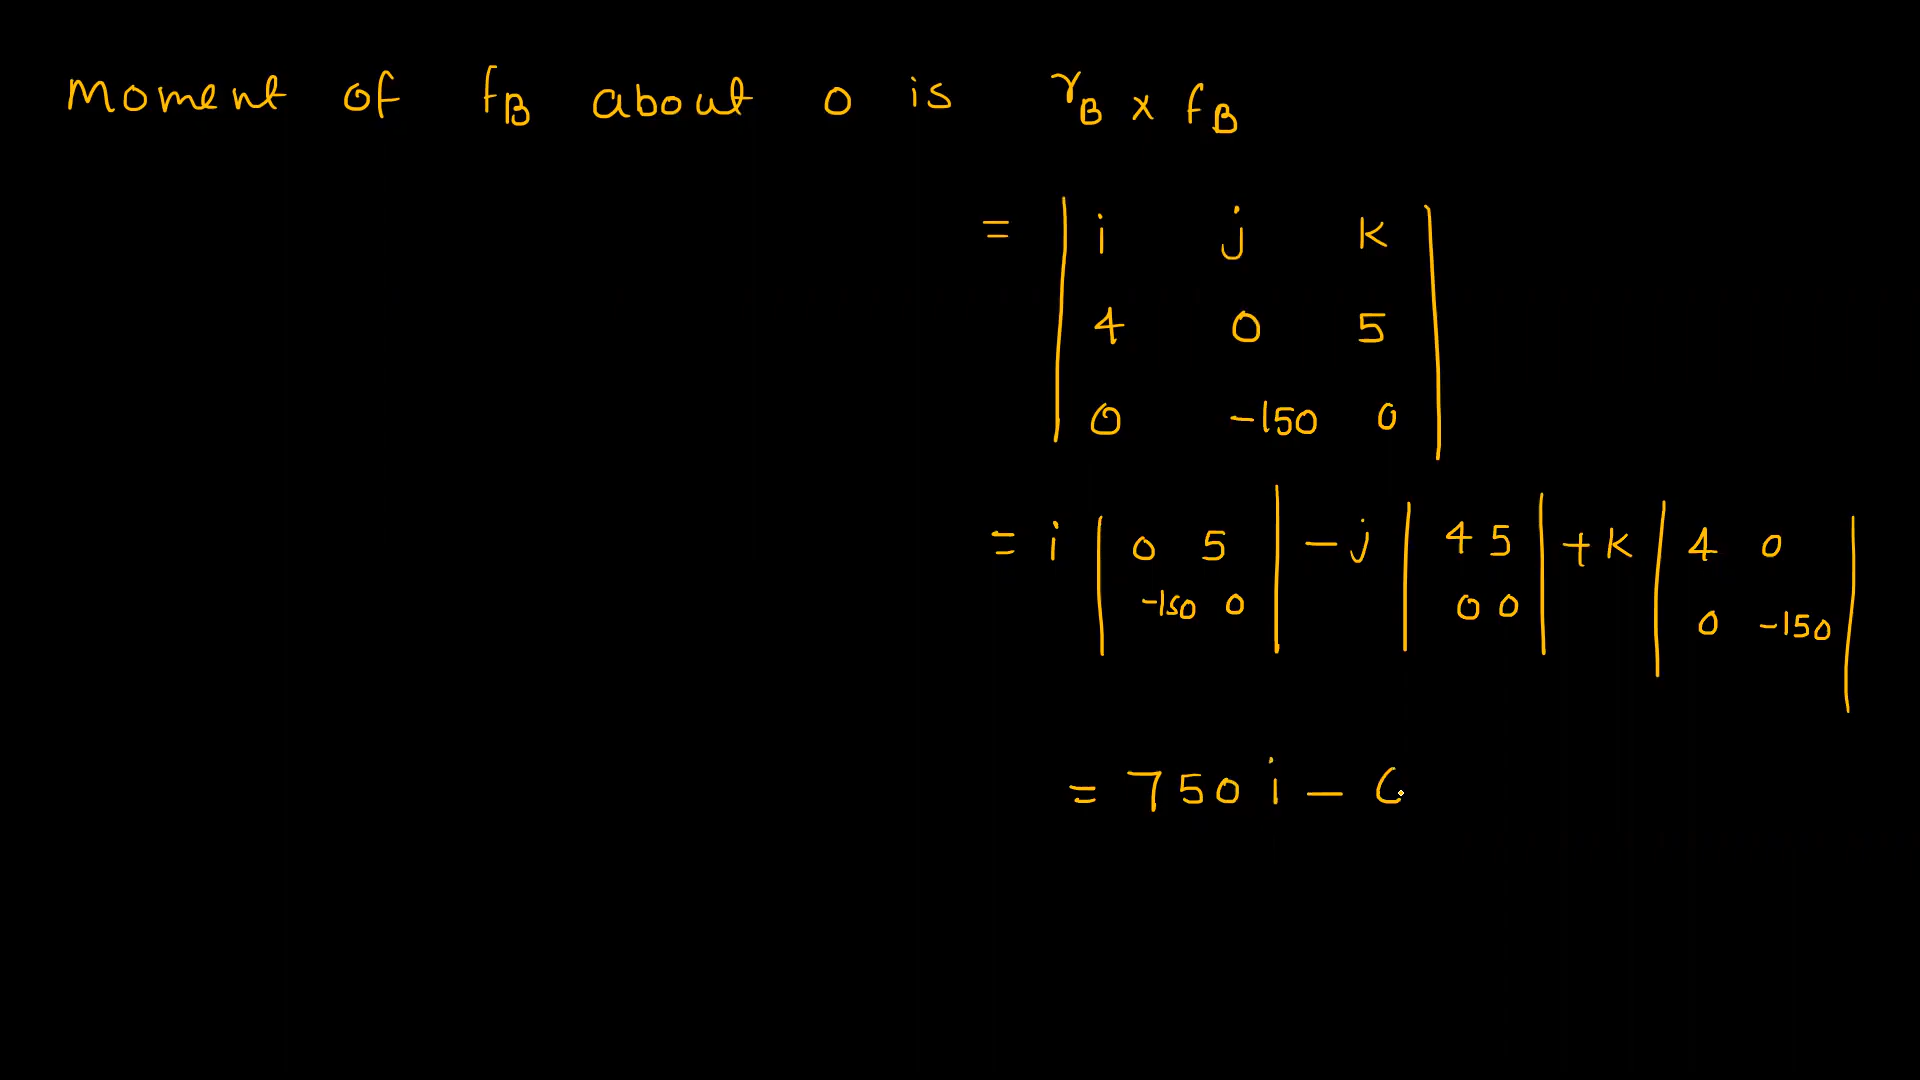 Moment of fB about 0 is rB x fB
= | i j k |
| 4 0 5 |
| 0 -150 0 |
= i | 0 5 | - j | 4 5 | + k | 4 0 |
| -150 0 | | 0 0 | | 0 -150 |
= 750 i -